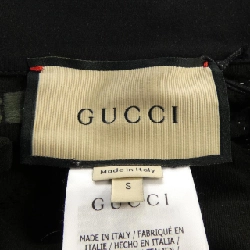 GUCCI
Made in Italy
S
GUCCI
MADE IN ITALY / FABRIQUÉ EN
ITALIE / HECHO EN ITALIA /